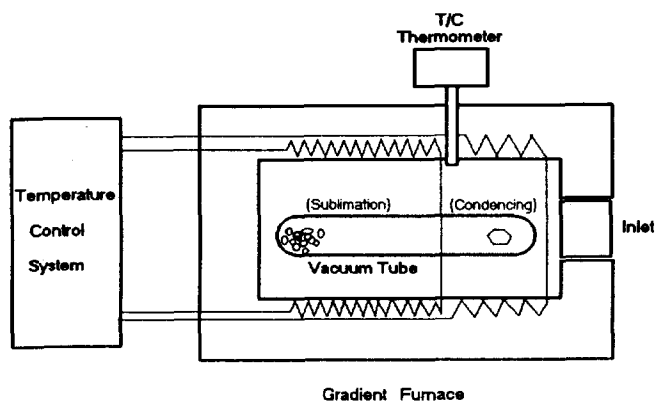 T/C
Thermometer
Temperature
Control
System
(Sublimation)
(Condencing)
Vacuum Tube
Inlet
Gradient Furnace